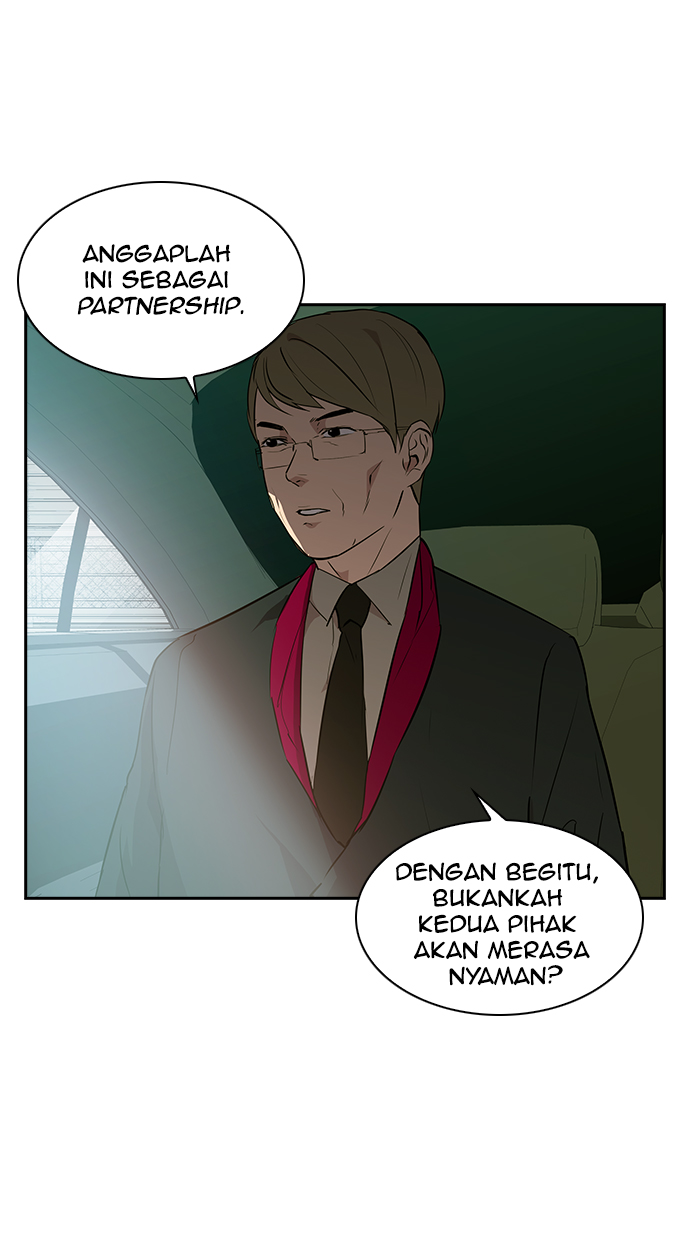 ANGGAPLAH
INI SEBAGAI
PARTNERSHIP.
DENGAN BEGITU,
BUKANKAH
KEDUA PIHAK
AKAN MERASA
NYAMAN?